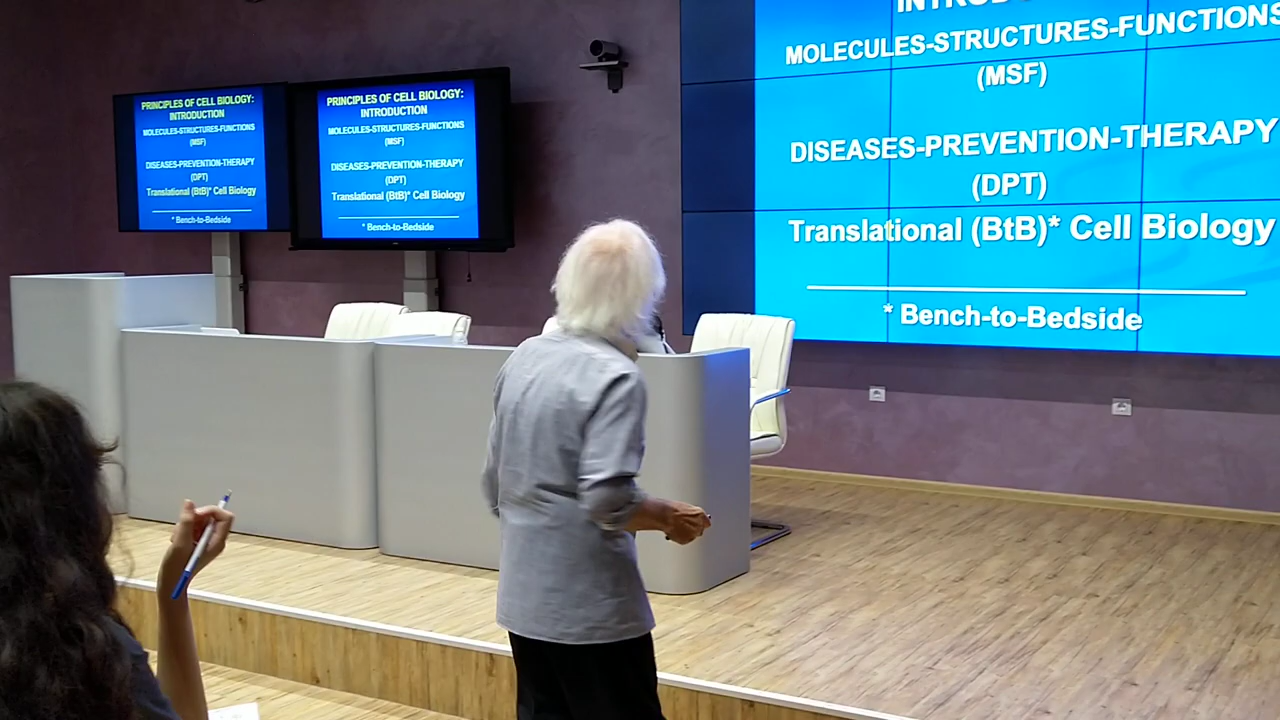 PRINCIPLES OF CELL BIOLOGY:
INTRODUCTION
MOLECULES-STRUCTURES-FUNCTIONS
(MSF)
DISEASES-PREVENTION-THERAPY
(DPT)
Translational (BtB)* Cell Biology
* Bench-to-Bedside
PRINCIPLES OF CELL BIOLOGY:
INTRODUCTION
MOLECULES-STRUCTURES-FUNCTIONS
(MSF)
DISEASES-PREVENTION-THERAPY
(DPT)
Translational (BtB)* Cell Biology
* Bench-to-Bedside
MOLECULES-STRUCTURES-FUNCTIONS
(MSF)
DISEASES-PREVENTION-THERAPY
(DPT)
Translational (BtB)* Cell Biology
* Bench-to-Bedside